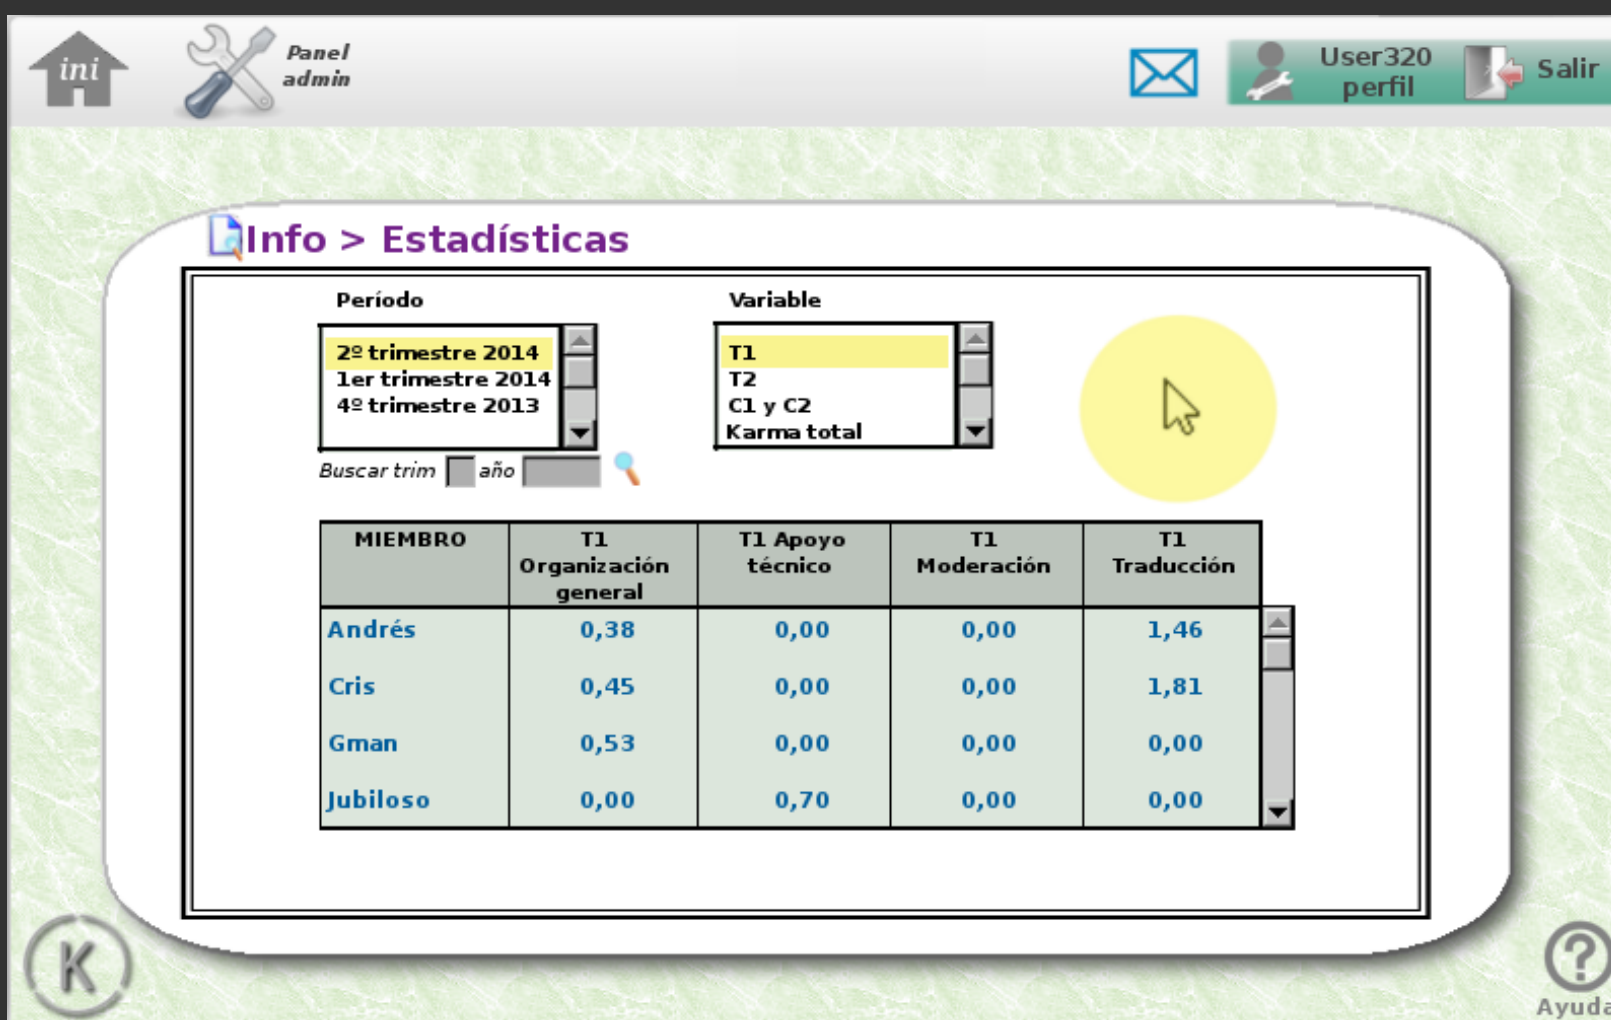 ini
Panel
admin
User320
perfil
Salir
Info > Estadísticas
Período
Variable
2º trimestre 2014
1er trimestre 2014
4º trimestre 2013
T1
T2
C1 y C2
Karma total
Buscar trim año
MIEMBRO T1 Organización general T1 Apoyo técnico T1 Moderación T1 Traducción
Andrés 0,38 0,00 0,00 1,46
Cris 0,45 0,00 0,00 1,81
Gman 0,53 0,00 0,00 0,00
Jubiloso 0,00 0,70 0,00 0,00
K
?
Ayuda